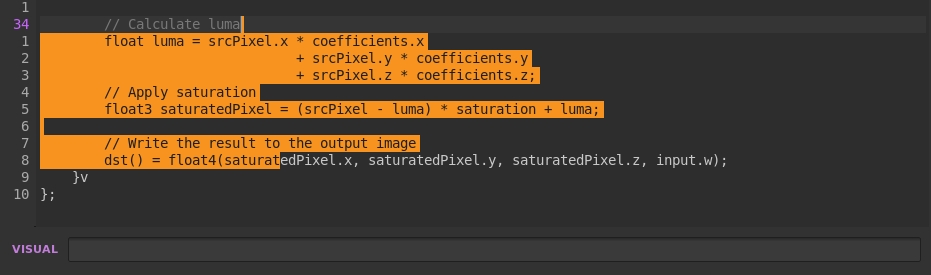 1
34        // Calculate luma
1        float luma = srcPixel.x * coefficients.x
2                                + srcPixel.y * coefficients.y
3                                + srcPixel.z * coefficients.z;
4        // Apply saturation
5        float3 saturatedPixel = (srcPixel - luma) * saturation + luma;
6
7        // Write the result to the output image
8        dst() = float4(saturatedPixel.x, saturatedPixel.y, saturatedPixel.z, input.w);
9    }v
10 };
VISUAL